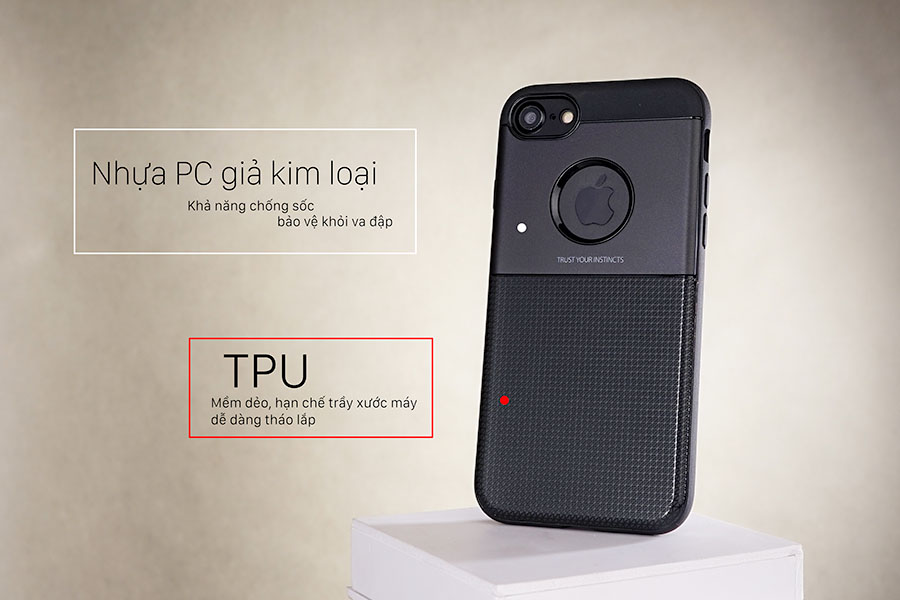 Nhựa PC giả kim loại
Khả năng chống sốc
bảo vệ khỏi va đập
TRUST YOUR INSTINCTS
TPU
Mềm dẻo, hạn chế trầy xước máy
dễ dàng tháo lắp